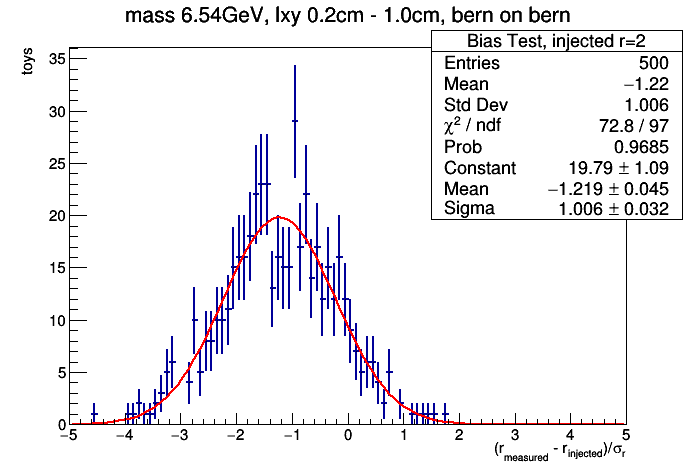 mass 6.54GeV, lxy 0.2cm - 1.0cm, bern on bern
Bias Test, injected r=2
Entries 500
Mean −1.22
Std Dev 1.006
χ² / ndf 72.8 / 97
Prob 0.9685
Constant 19.79 ± 1.09
Mean −1.219 ± 0.045
Sigma 1.006 ± 0.032
toys
35
30
25
20
15
10
5
0
−5 −4 −3 −2 −1 0 1 2 3 4 5
(r_measured - r_injected)/σ_r